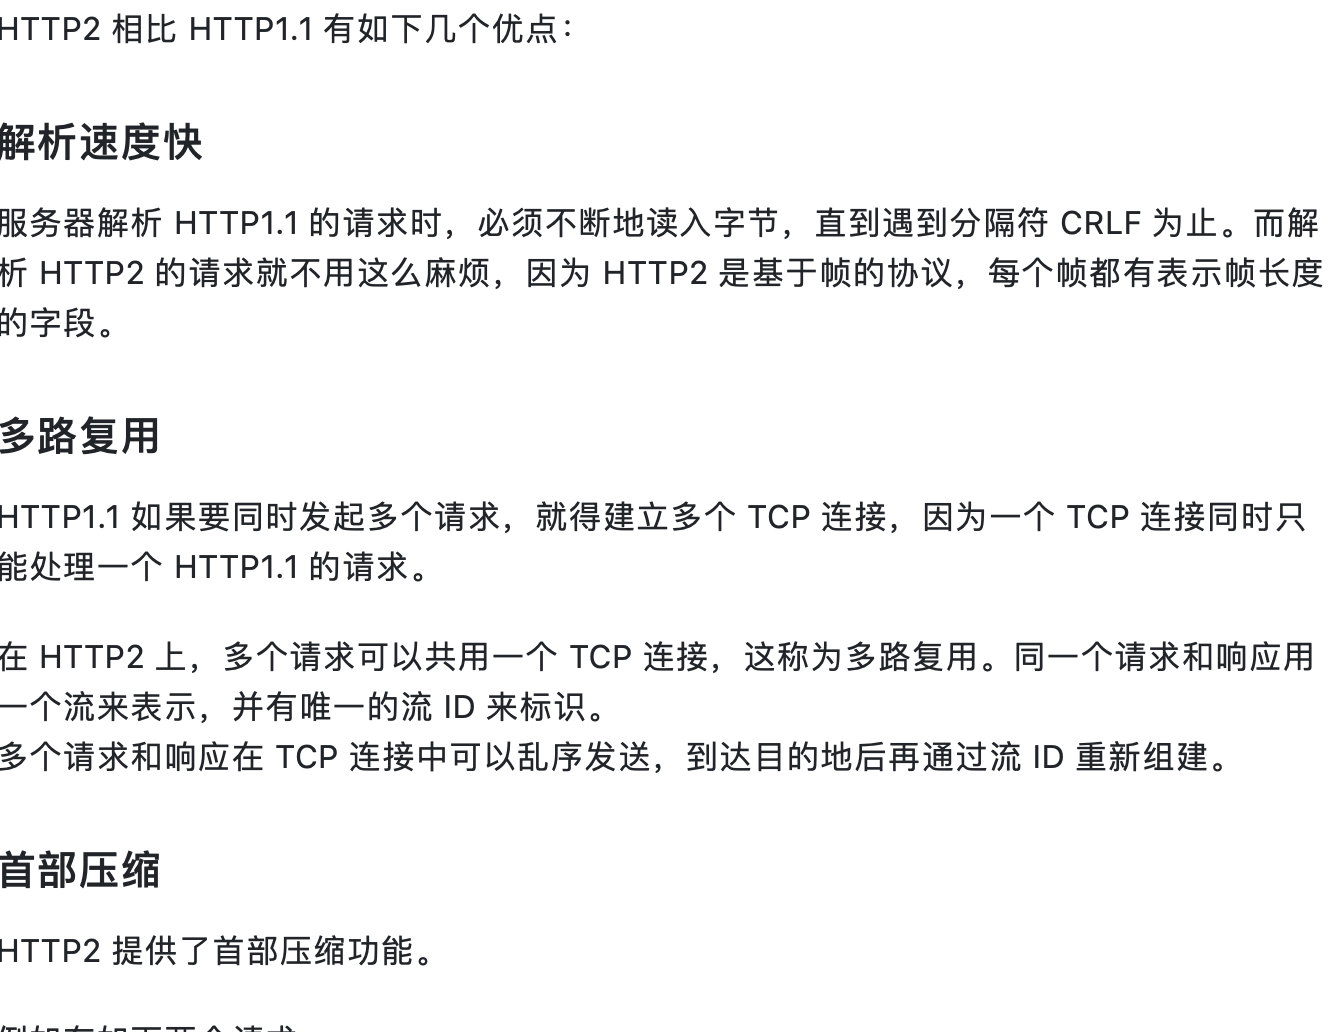 HTTP2 相比 HTTP1.1 有如下几个优点：
解析速度快
服务器解析 HTTP1.1 的请求时，必须不断地读入字节，直到遇到分隔符 CRLF 为止。而解
析 HTTP2 的请求就不用这么麻烦，因为 HTTP2 是基于帧的协议，每个帧都有表示帧长度
的字段。
多路复用
HTTP1.1 如果要同时发起多个请求，就得建立多个 TCP 连接，因为一个 TCP 连接同时只
能处理一个 HTTP1.1 的请求。
在 HTTP2 上，多个请求可以共用一个 TCP 连接，这称为多路复用。同一个请求和响应用
一个流来表示，并有唯一的流 ID 来标识。
多个请求和响应在 TCP 连接中可以乱序发送，到达目的地后再通过流 ID 重新组建。
首部压缩
HTTP2 提供了首部压缩功能。
例如有如下两个请求